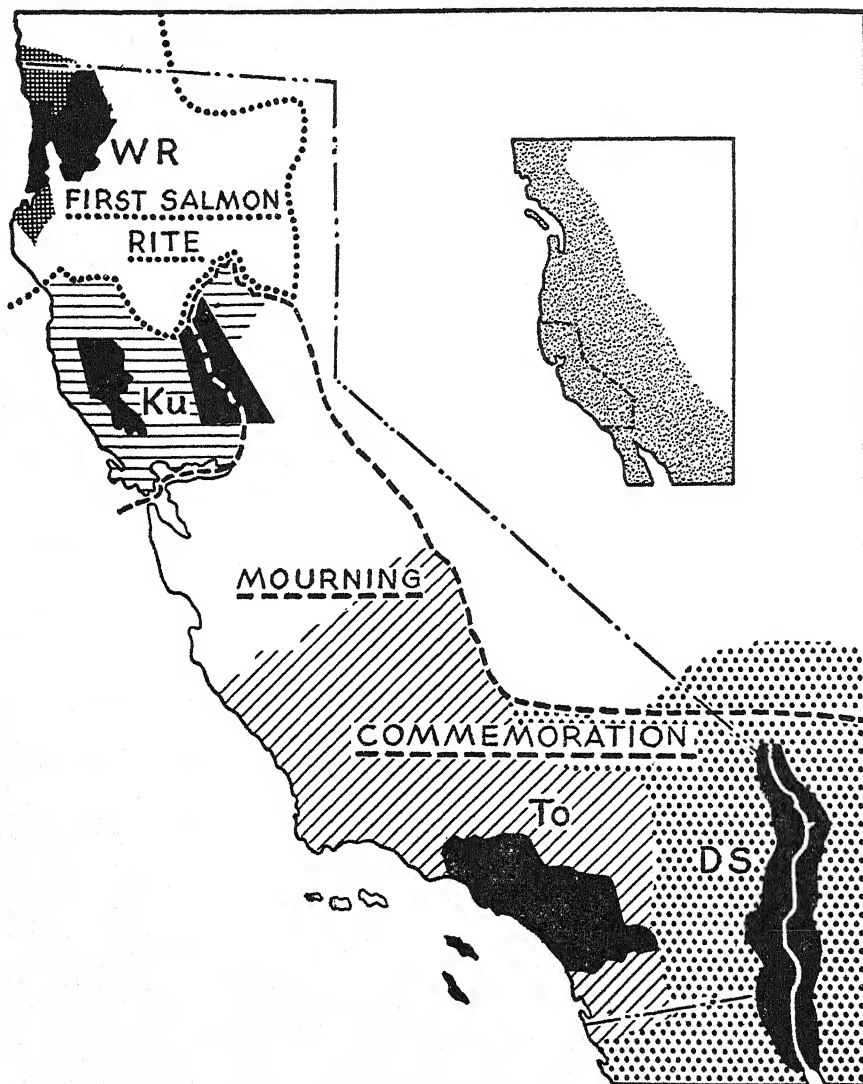 WR
FIRST SALMON
RITE
Ku
MOURNING
COMMEMORATION
To
DS